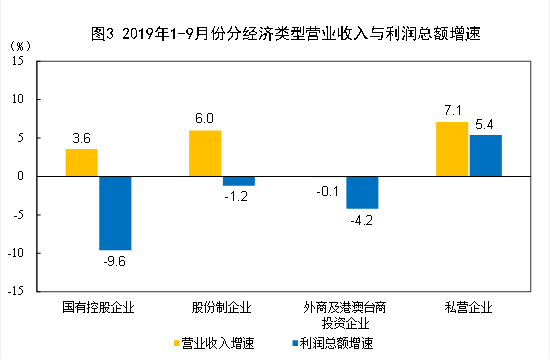 图3 2019年1-9月份分经济类型营业收入与利润总额增速
(%)
15
10
5
0
-5
-10
-15
3.6
-9.6
6.0
-1.2
-0.1
-4.2
7.1
5.4
国有控股企业
股份制企业
外商及港澳台商
投资企业
私营企业
营业收入增速
利润总额增速